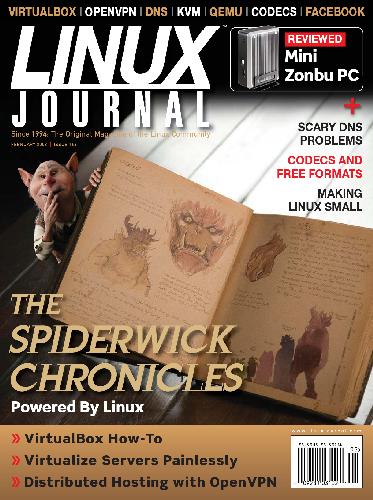 VIRTUALBOX | OPENVPN | DNS | KVM | QEMU | CODECS | FACEBOOK
LINUX
JOURNAL
Since 1994: The Original Magazine of the Linux Community
REVIEWED
Mini
Zonbu PC
+
SCARY DNS
PROBLEMS
CODECS AND
FREE FORMATS
MAKING
LINUX SMALL
THE
SPIDERWICK
CHRONICLES
Powered By Linux
» VirtualBox How-To
» Virtualize Servers Painlessly
» Distributed Hosting with OpenVPN